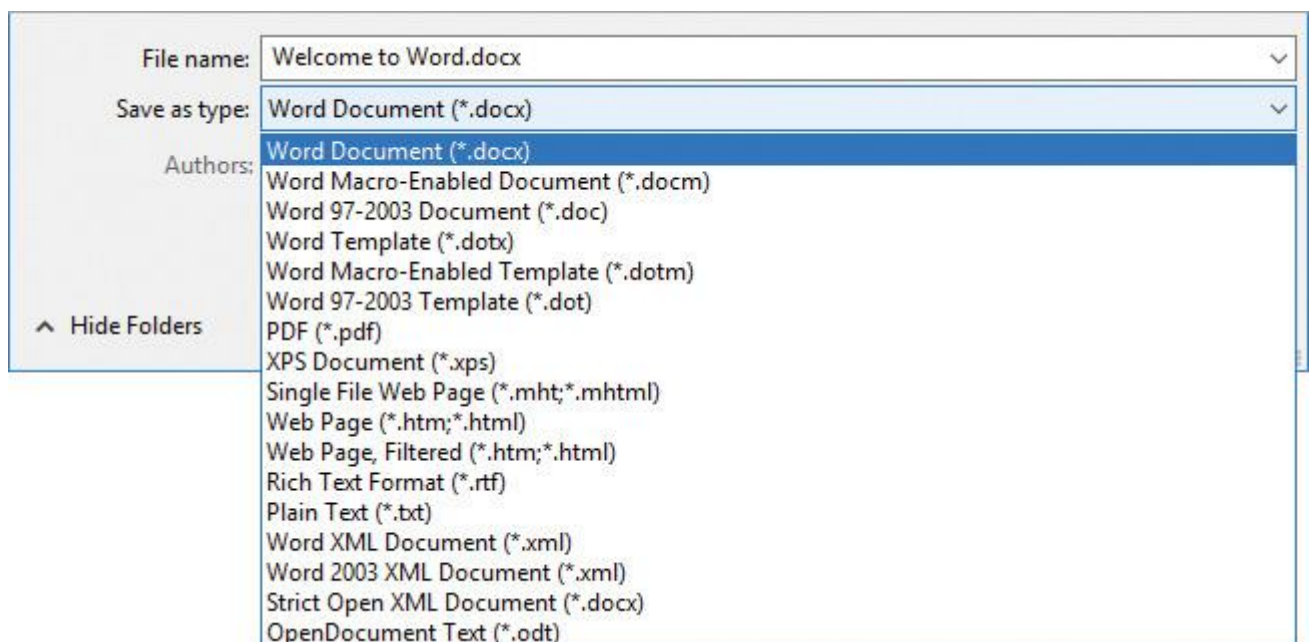 File name: Welcome to Word.docx
Save as type: Word Document (*.docx)
Authors:
Word Document (*.docx)
Word Macro-Enabled Document (*.docm)
Word 97-2003 Document (*.doc)
Word Template (*.dotx)
Word Macro-Enabled Template (*.dotm)
Word 97-2003 Template (*.dot)
Hide Folders
PDF (*.pdf)
XPS Document (*.xps)
Single File Web Page (*.mht;*.mhtml)
Web Page (*.htm;*.html)
Web Page, Filtered (*.htm;*.html)
Rich Text Format (*.rtf)
Plain Text (*.txt)
Word XML Document (*.xml)
Word 2003 XML Document (*.xml)
Strict Open XML Document (*.docx)
OpenDocument Text (*.odt)